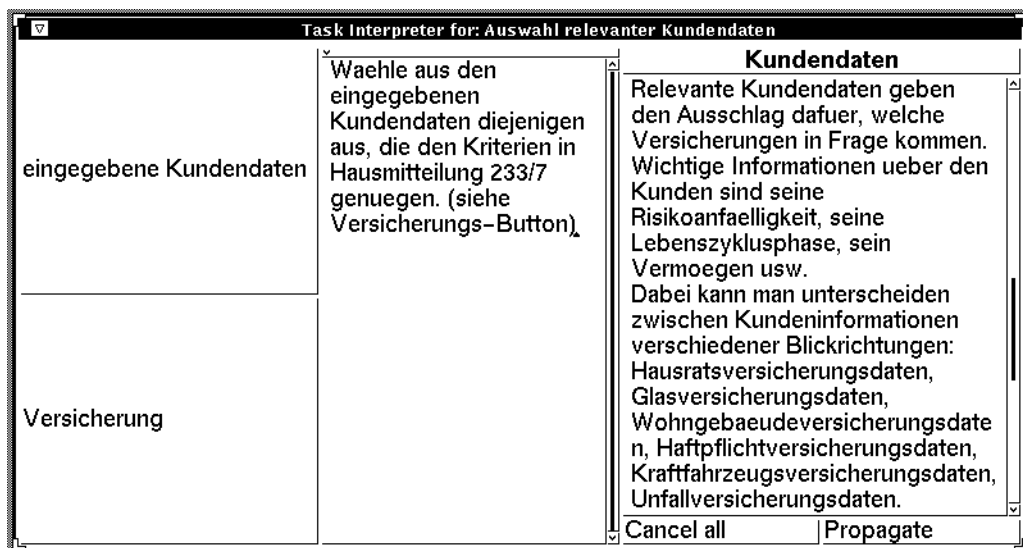 Task Interpreter for: Auswahl relevanter Kundendaten
eingegebene Kundendaten
Versicherung
Waehle aus den
eingegebenen
Kundendaten diejenigen
aus, die den Kriterien in
Hausmitteilung 233/7
genuegen. (siehe
Versicherungs-Button)
Kundendaten
Relevante Kundendaten geben
den Ausschlag dafuer, welche
Versicherungen in Frage kommen.
Wichtige Informationen ueber den
Kunden sind seine
Risikoanfaelligkeit, seine
Lebenszyklusphase, sein
Vermoegen usw.
Dabei kann man unterscheiden
zwischen Kundeninformationen
verschiedener Blickrichtungen:
Hausratsversicherungsdaten,
Glasversicherungsdaten,
Wohngebaeudeversicherungsdate
n, Haftpflichtversicherungsdaten,
Kraftfahrzeugsversicherungsdaten,
Unfallversicherungsdaten.
Cancel all
Propagate